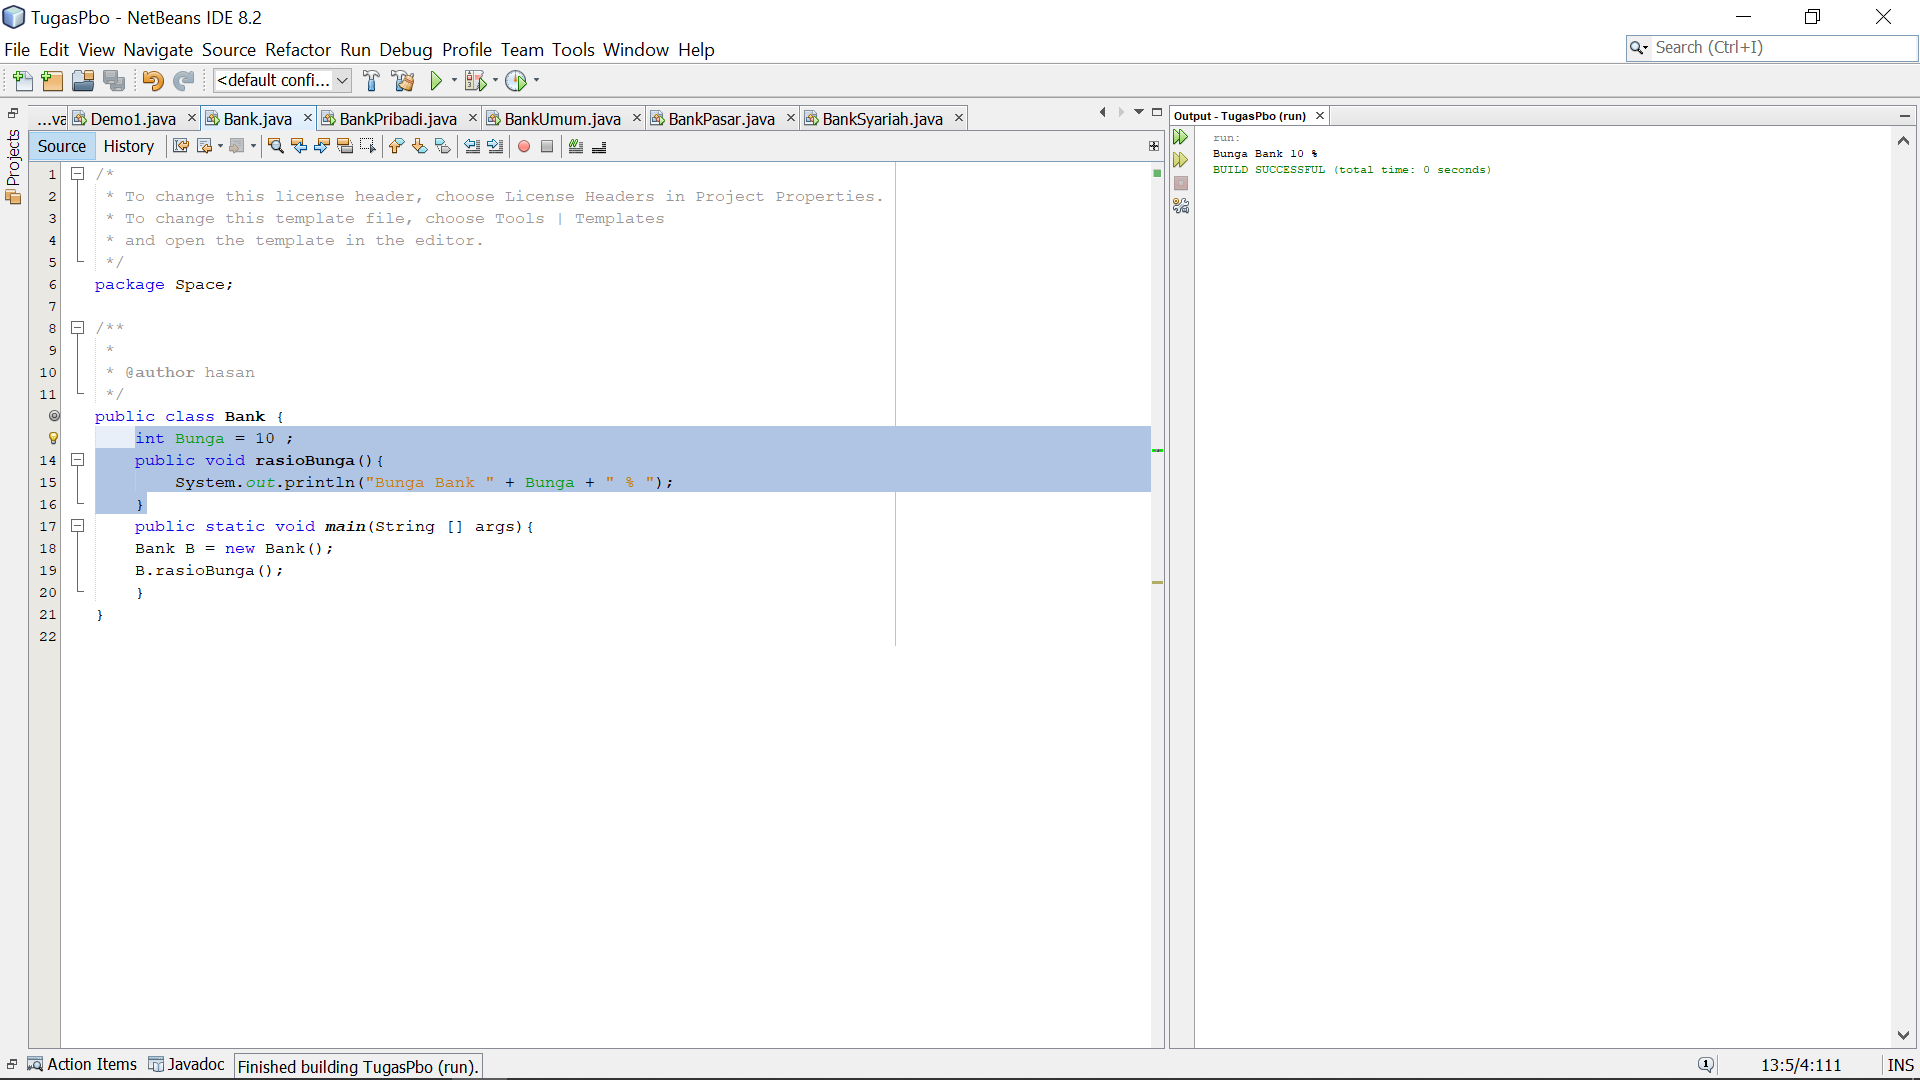 TugasPbo - NetBeans IDE 8.2
File Edit View Navigate Source Refactor Run Debug Profile Team Tools Window Help
Search (Ctrl+I)
<default confi...
Projects
...va Demo1.java Bank.java BankPribadi.java BankUmum.java BankPasar.java BankSyariah.java
Source History
1 /*
2 * To change this license header, choose License Headers in Project Properties.
3 * To change this template file, choose Tools | Templates
4 * and open the template in the editor.
5 */
6 package Space;
7
8 /**
9 *
10 * @author hasan
11 */
public class Bank {
int Bunga = 10 ;
14 public void rasioBunga(){
15 System.out.println("Bunga Bank " + Bunga + " % ");
16 }
17 public static void main(String [] args){
18 Bank B = new Bank();
19 B.rasioBunga();
20 }
21 }
22
Output - TugasPbo (run)
run:
Bunga Bank 10 %
BUILD SUCCESSFUL (total time: 0 seconds)
Action Items Javadoc Finished building TugasPbo (run).
13:5/4:111 INS